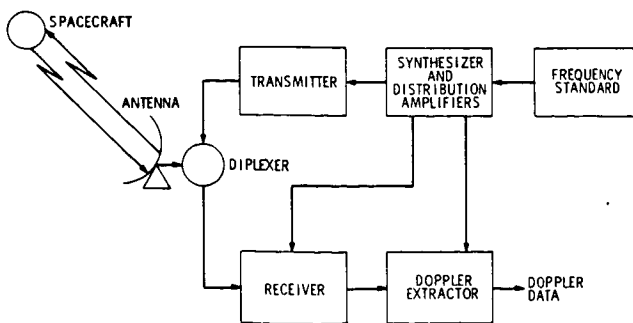 SPACECRAFT
ANTENNA
TRANSMITTER
SYNTHESIZER
AND
DISTRIBUTION
AMPLIFIERS
FREQUENCY
STANDARD
DIPLEXER
RECEIVER
DOPPLER
EXTRACTOR
DOPPLER
DATA